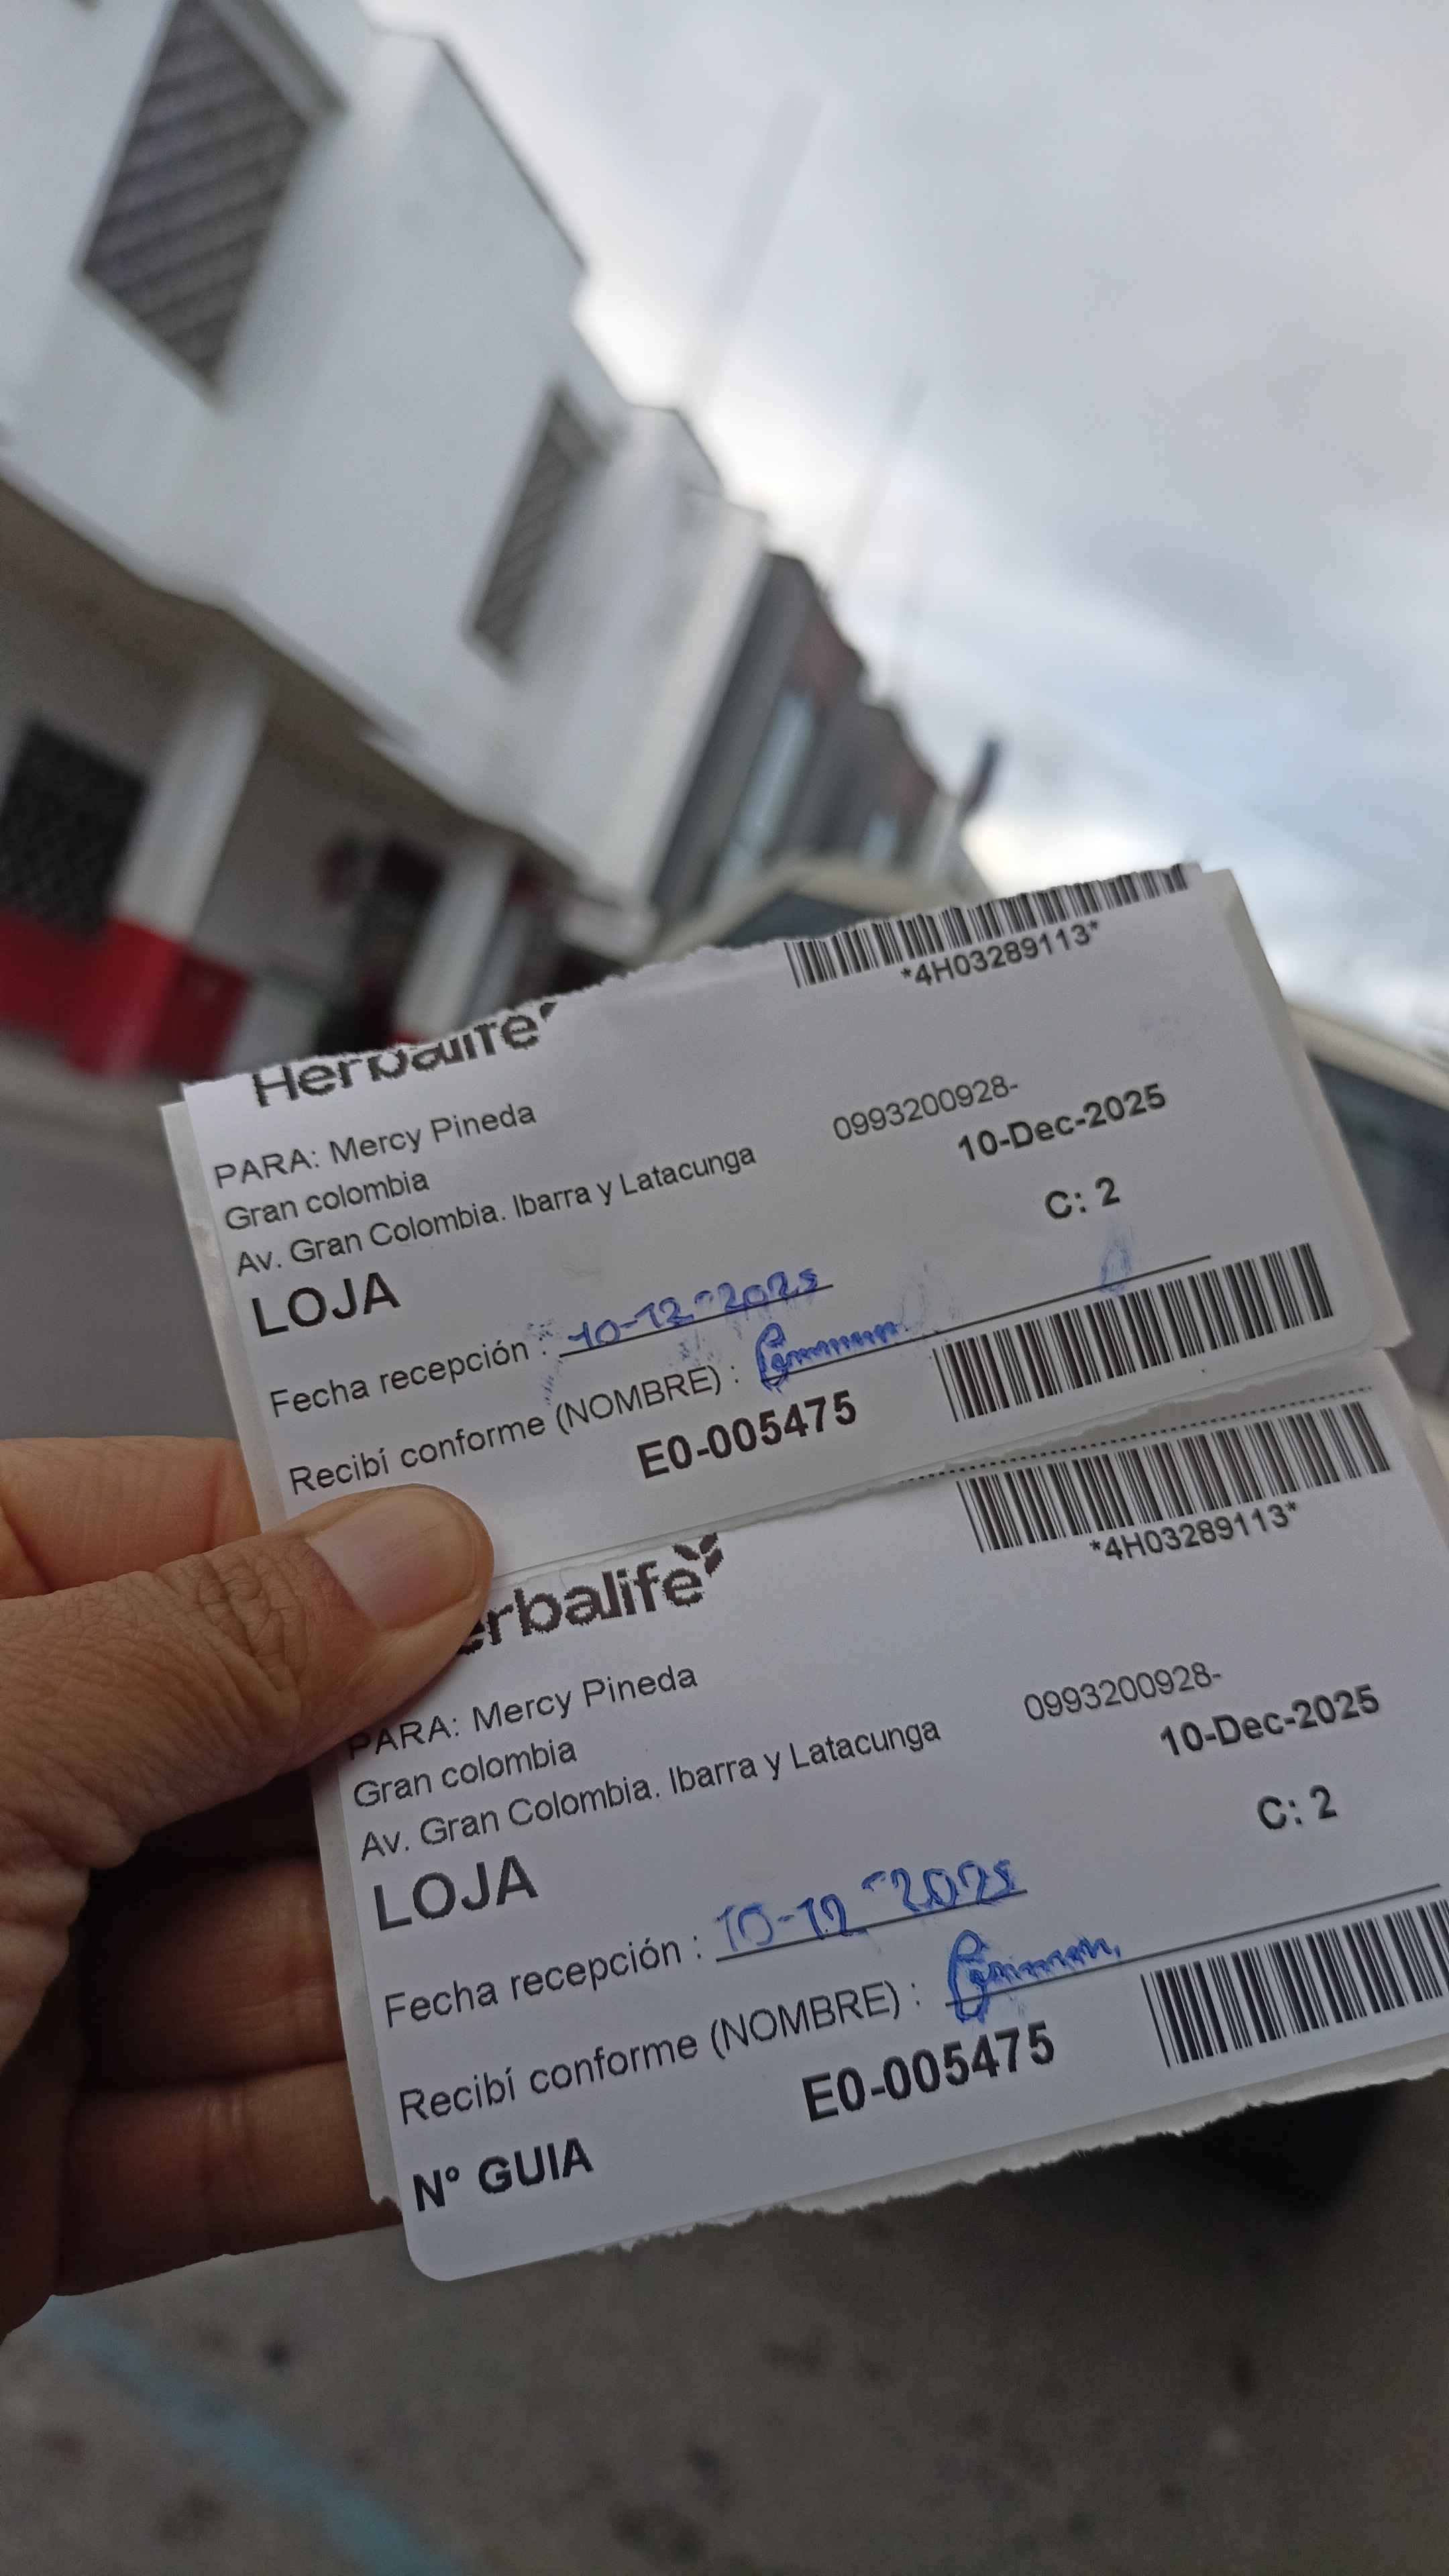 *4H03289113*
Herbalife
PARA: Mercy Pineda
0993200928-
Gran colombia
10-Dec-2025
Av. Gran Colombia. Ibarra y Latacunga
C: 2
LOJA
Fecha recepción : 10-12-2025
Recibí conforme (NOMBRE) :
E0-005475
*4H03289113*
erbalife
PARA: Mercy Pineda
0993200928-
Gran colombia
10-Dec-2025
Av. Gran Colombia. Ibarra y Latacunga
C: 2
LOJA
Fecha recepción : 10-12-2025
Recibí conforme (NOMBRE) :
E0-005475
N° GUIA